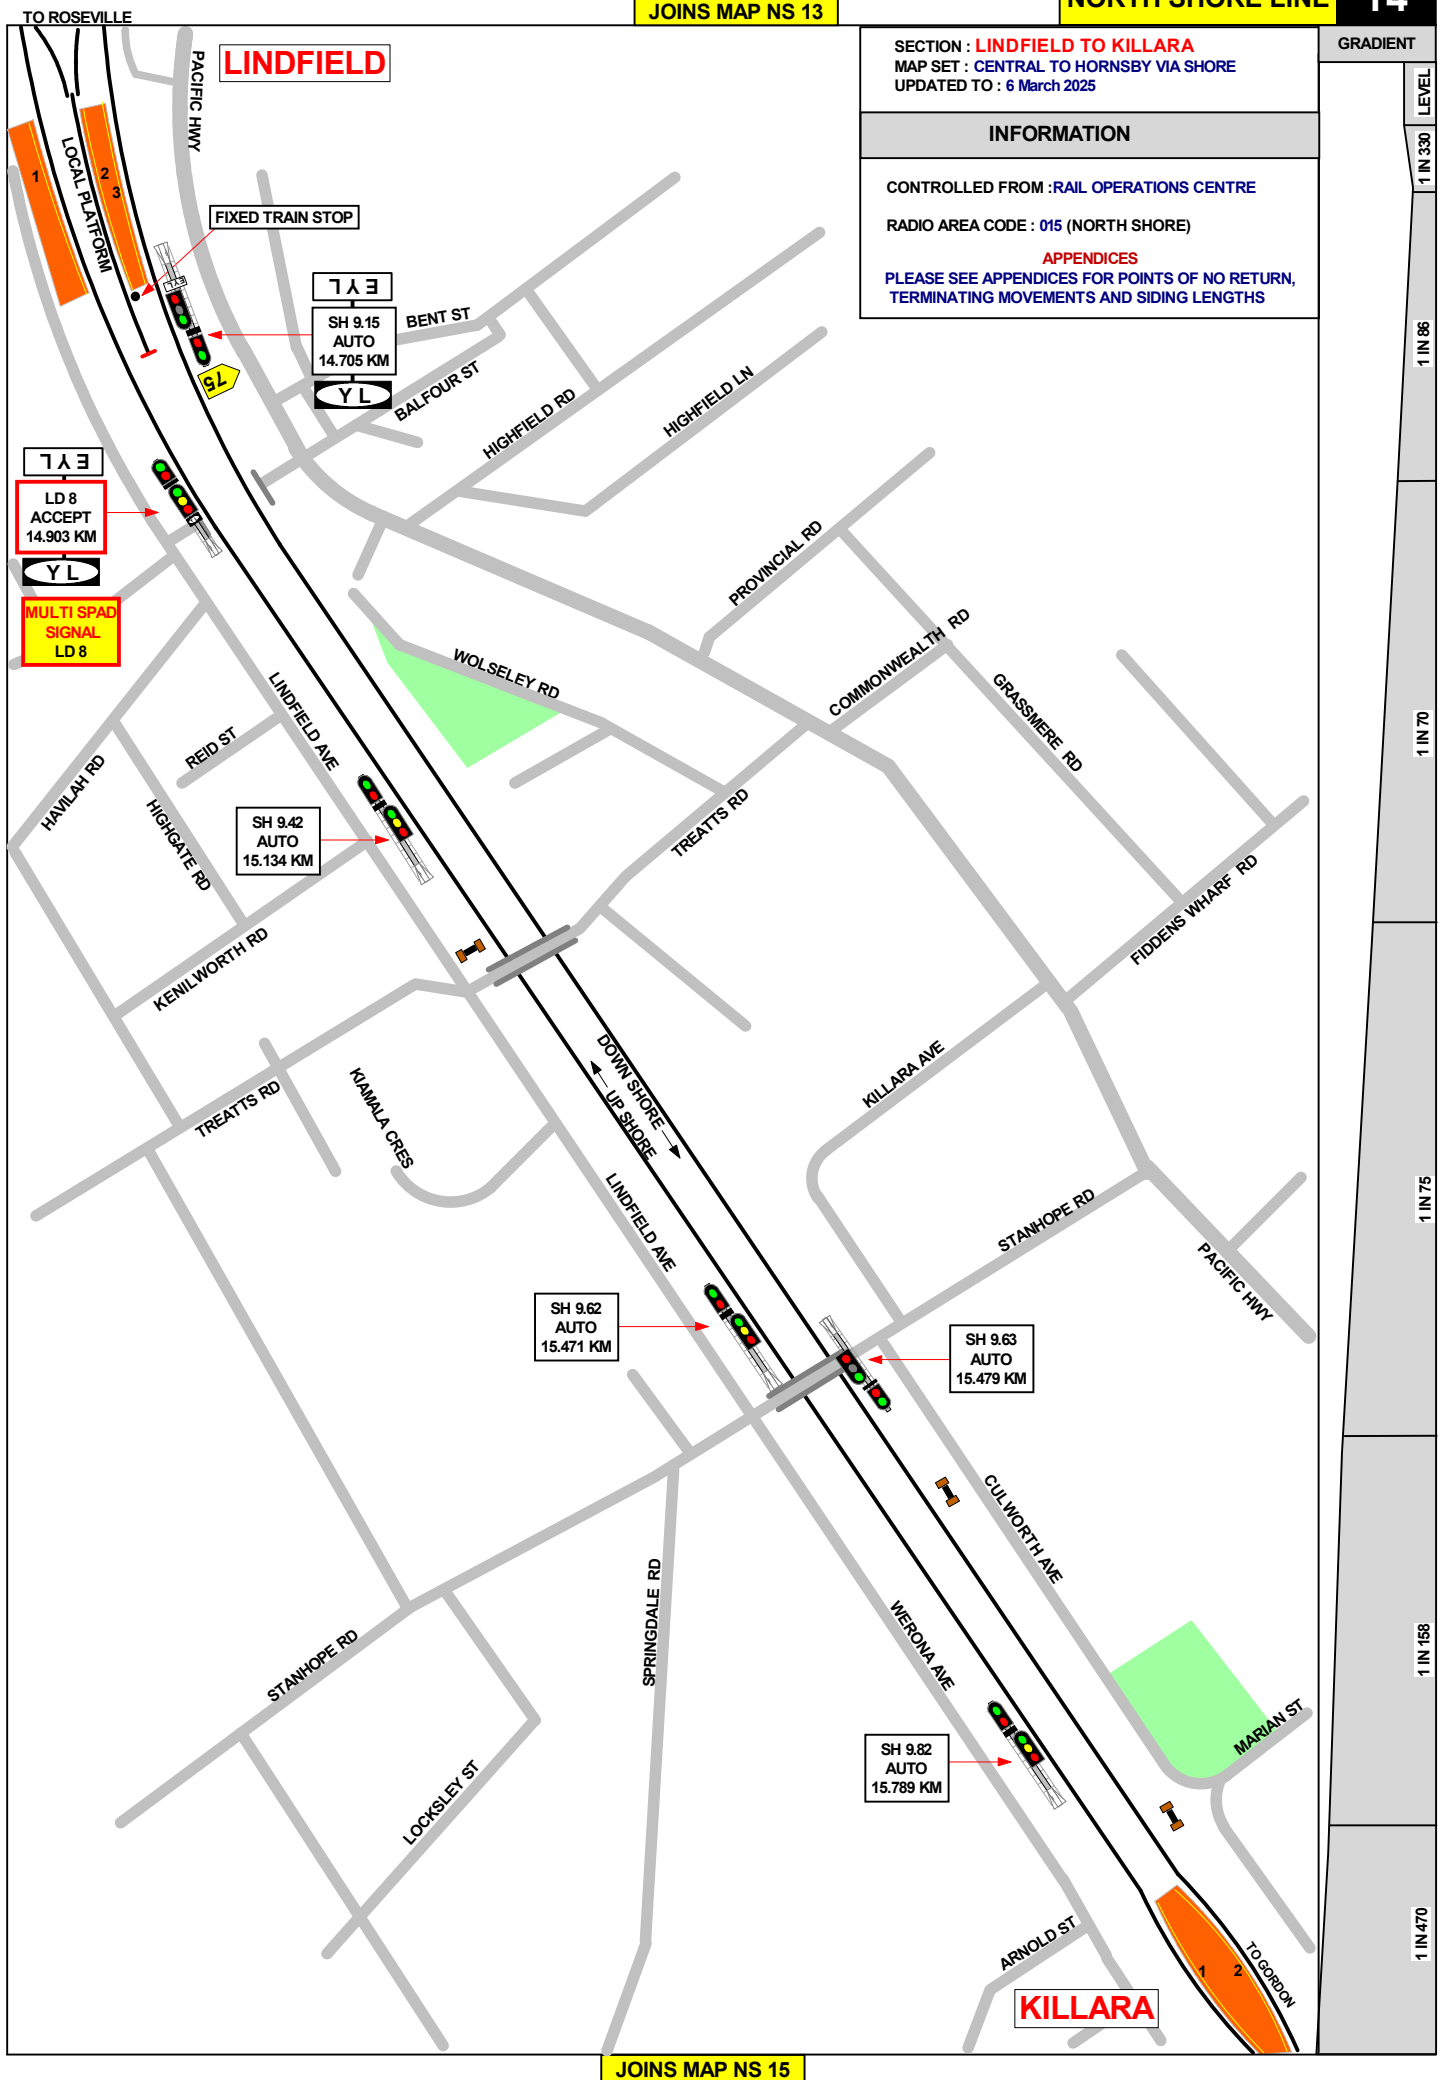 TO ROSEVILLE
JOINS MAP NS 13
NORTH SHORE LINE
14
SECTION : LINDFIELD TO KILLARA
MAP SET : CENTRAL TO HORNSBY VIA SHORE
UPDATED TO : 6 March 2025
INFORMATION
CONTROLLED FROM :RAIL OPERATIONS CENTRE
RADIO AREA CODE : 015 (NORTH SHORE)
APPENDICES
PLEASE SEE APPENDICES FOR POINTS OF NO RETURN,
TERMINATING MOVEMENTS AND SIDING LENGTHS
GRADIENT
LEVEL
1 IN 330
1 IN 86
1 IN 70
1 IN 75
1 IN 158
1 IN 470
LINDFIELD
PACIFIC HWY
1
LOCAL PLATFORM
2
3
FIXED TRAIN STOP
EYL
EYL
SH 9.15
AUTO
14.705 KM
Y L
75
BENT ST
BALFOUR ST
HIGHFIELD RD
HIGHFIELD LN
EYL
LD 8
ACCEPT
14.903 KM
Y L
MULTI SPAD
SIGNAL
LD 8
PROVINCIAL RD
COMMONWEALTH RD
GRASSMERE RD
WOLSELEY RD
LINDFIELD AVE
REID ST
HAVILAH RD
HIGHGATE RD
SH 9.42
AUTO
15.134 KM
TREATTS RD
FIDDENS WHARF RD
KENILWORTH RD
DOWN SHORE
UP SHORE
KILLARA AVE
TREATTS RD
KIAMALA CRES
LINDFIELD AVE
STANHOPE RD
PACIFIC HWY
SH 9.62
AUTO
15.471 KM
SH 9.63
AUTO
15.479 KM
CULWORTH AVE
SPRINGDALE RD
WERONA AVE
STANHOPE RD
LOCKSLEY ST
MARIAN ST
SH 9.82
AUTO
15.789 KM
ARNOLD ST
1
2
TO GORDON
KILLARA
JOINS MAP NS 15